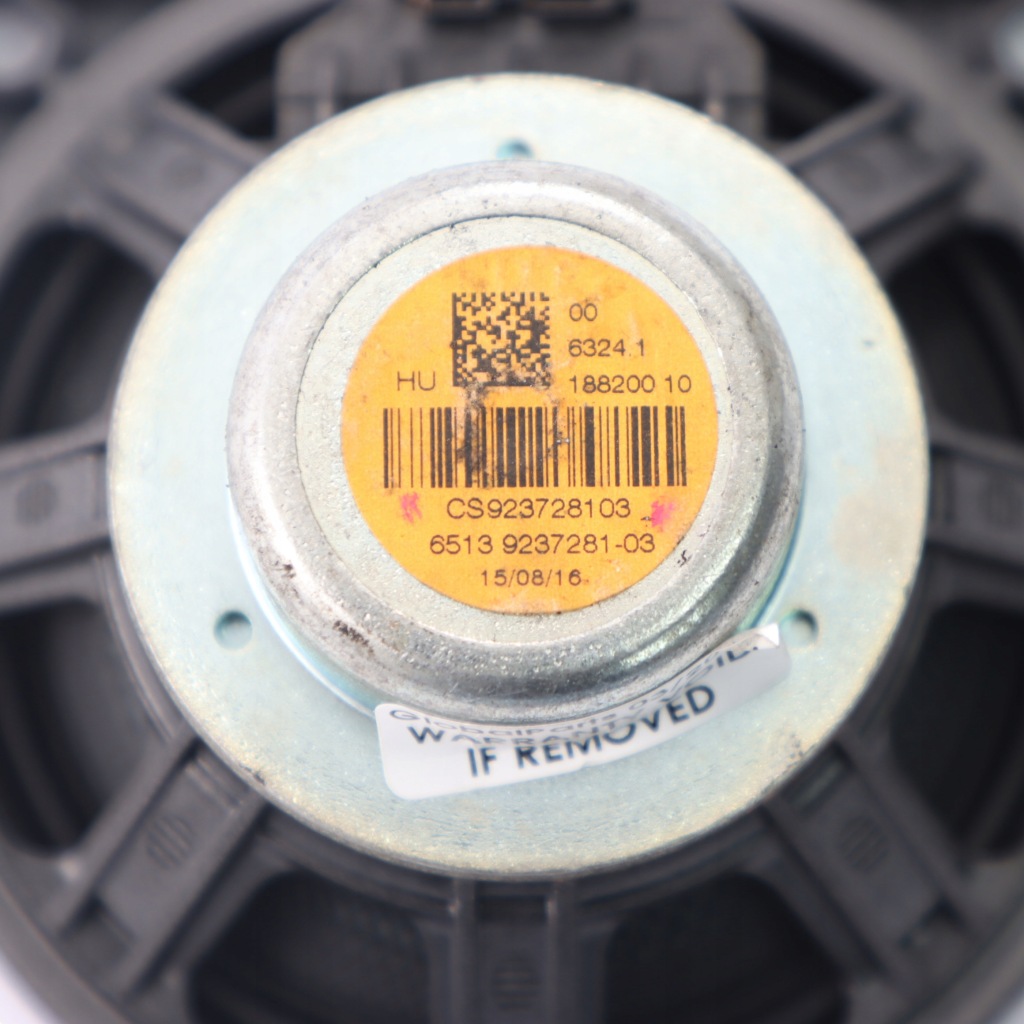 00
6324.1
HU 188200 10
CS923728103
6513 9237281-03
15/08/16
IF REMOVED